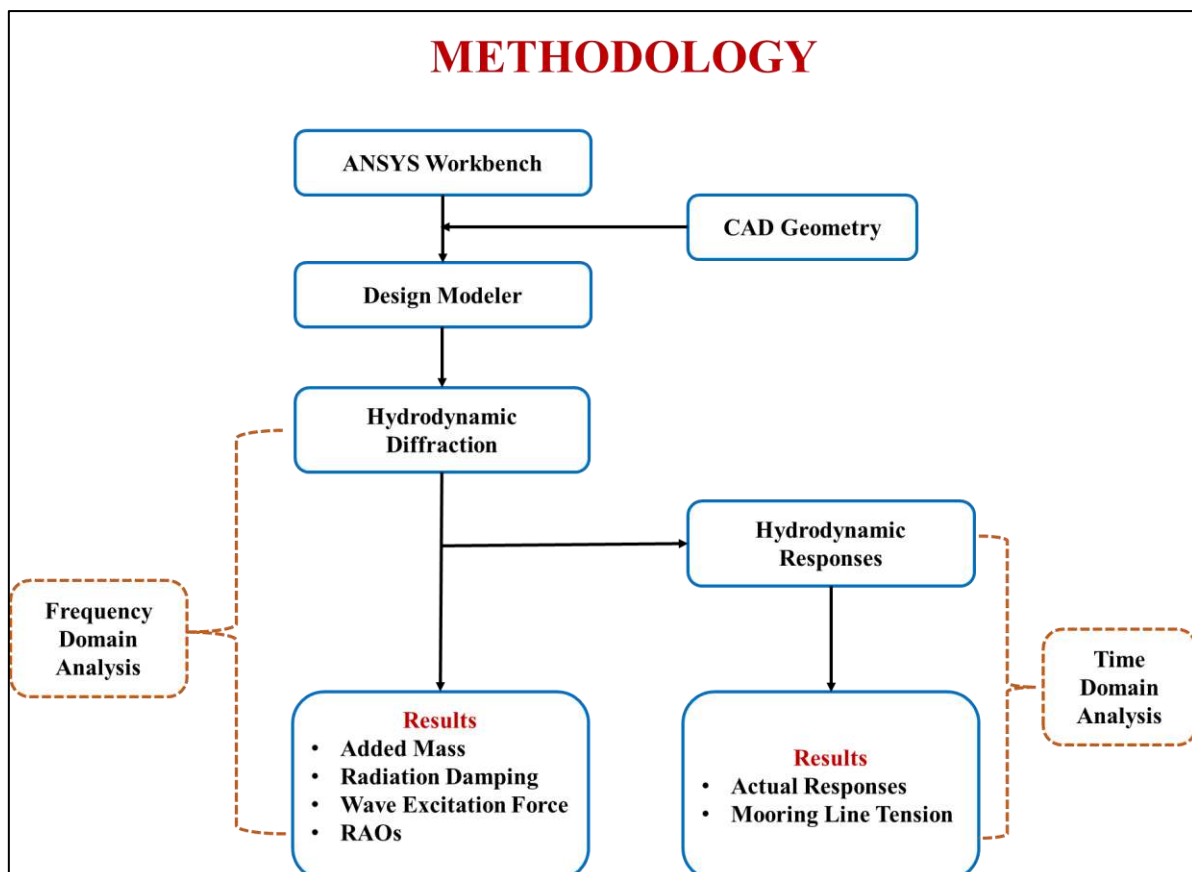 METHODOLOGY
ANSYS Workbench
CAD Geometry
Design Modeler
Hydrodynamic
Diffraction
Hydrodynamic
Responses
Frequency
Domain
Analysis
Time
Domain
Analysis
Results
• Added Mass
• Radiation Damping
• Wave Excitation Force
• RAOs
Results
• Actual Responses
• Mooring Line Tension